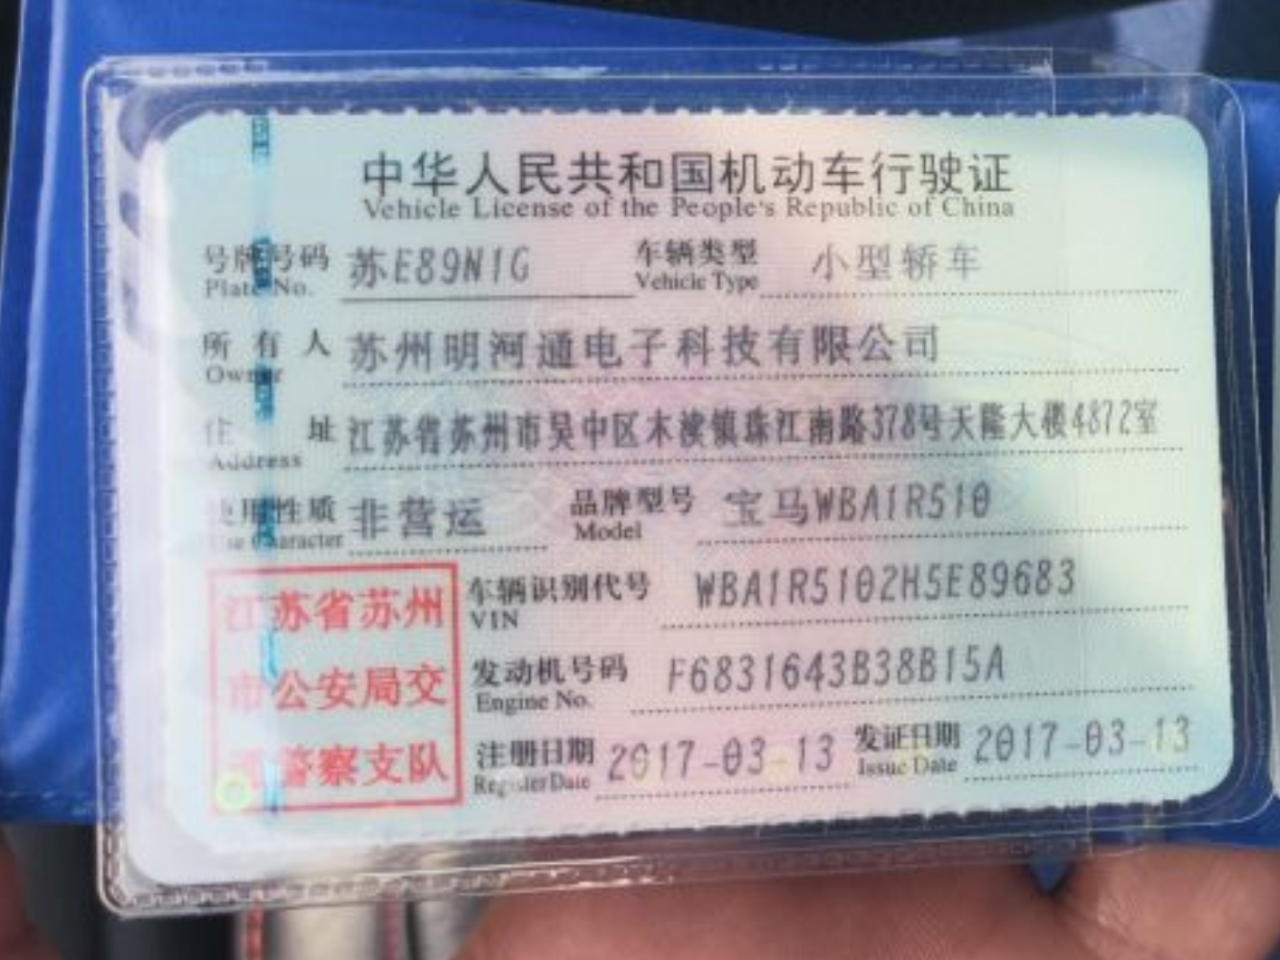 中华人民共和国机动车行驶证
Vehicle License of the People's Republic of China
号牌号码 苏E89N1G 车辆类型 小型轿车
Plate No. Vehicle Type
所有人 苏州明河通电子科技有限公司
Owner
住址 江苏省苏州市吴中区木渎镇珠江南路378号天隆大楼4872室
Address
使用性质 非营运 品牌型号 宝马WBA1R510
Use Character Model
江苏省苏州 车辆识别代号 WBA1R5102H5E89683
VIN
市公安局交 发动机号码 F6831643B38B15A
Engine No.
警察支队 注册日期 2017-03-13 发证日期 2017-03-13
Register Date Issue Date